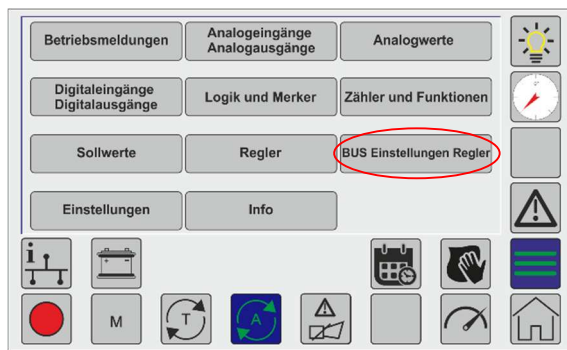 Betriebsmeldungen
Analogeingänge
Analogausgänge
Analogwerte
Digitaleingänge
Digitalausgänge
Logik und Merker
Zähler und Funktionen
Sollwerte
Regler
BUS Einstellungen Regler
Einstellungen
Info
i
M
T
A